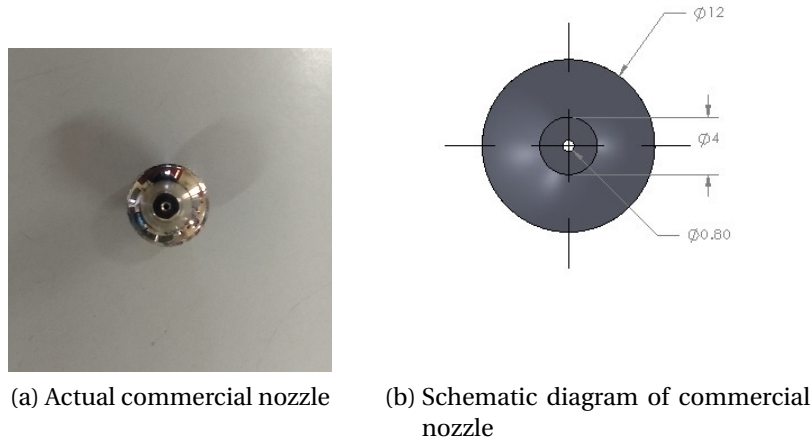 Ø12
Ø4
Ø0.80
(a) Actual commercial nozzle
(b) Schematic diagram of commercial
nozzle